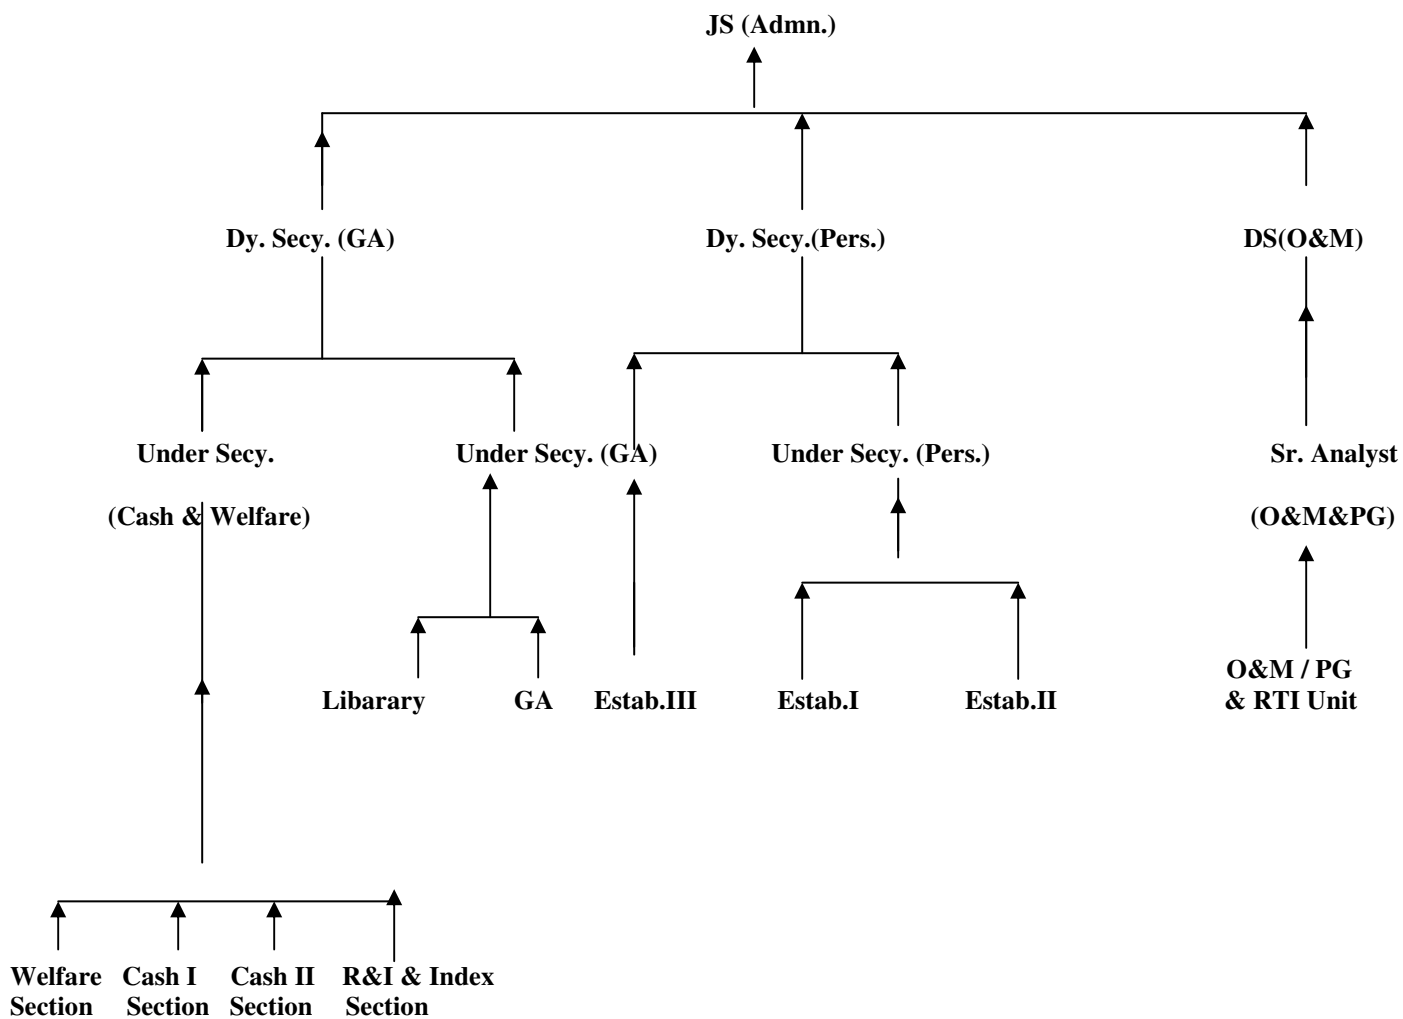 JS (Admn.)
Dy. Secy. (GA) Dy. Secy.(Pers.) DS(O&M)
Under Secy. Under Secy. (GA) Under Secy. (Pers.) Sr. Analyst
(Cash & Welfare) (O&M&PG)
O&M / PG
Libarary GA Estab.III Estab.I Estab.II & RTI Unit
Welfare Cash I Cash II R&I & Index
Section Section Section Section